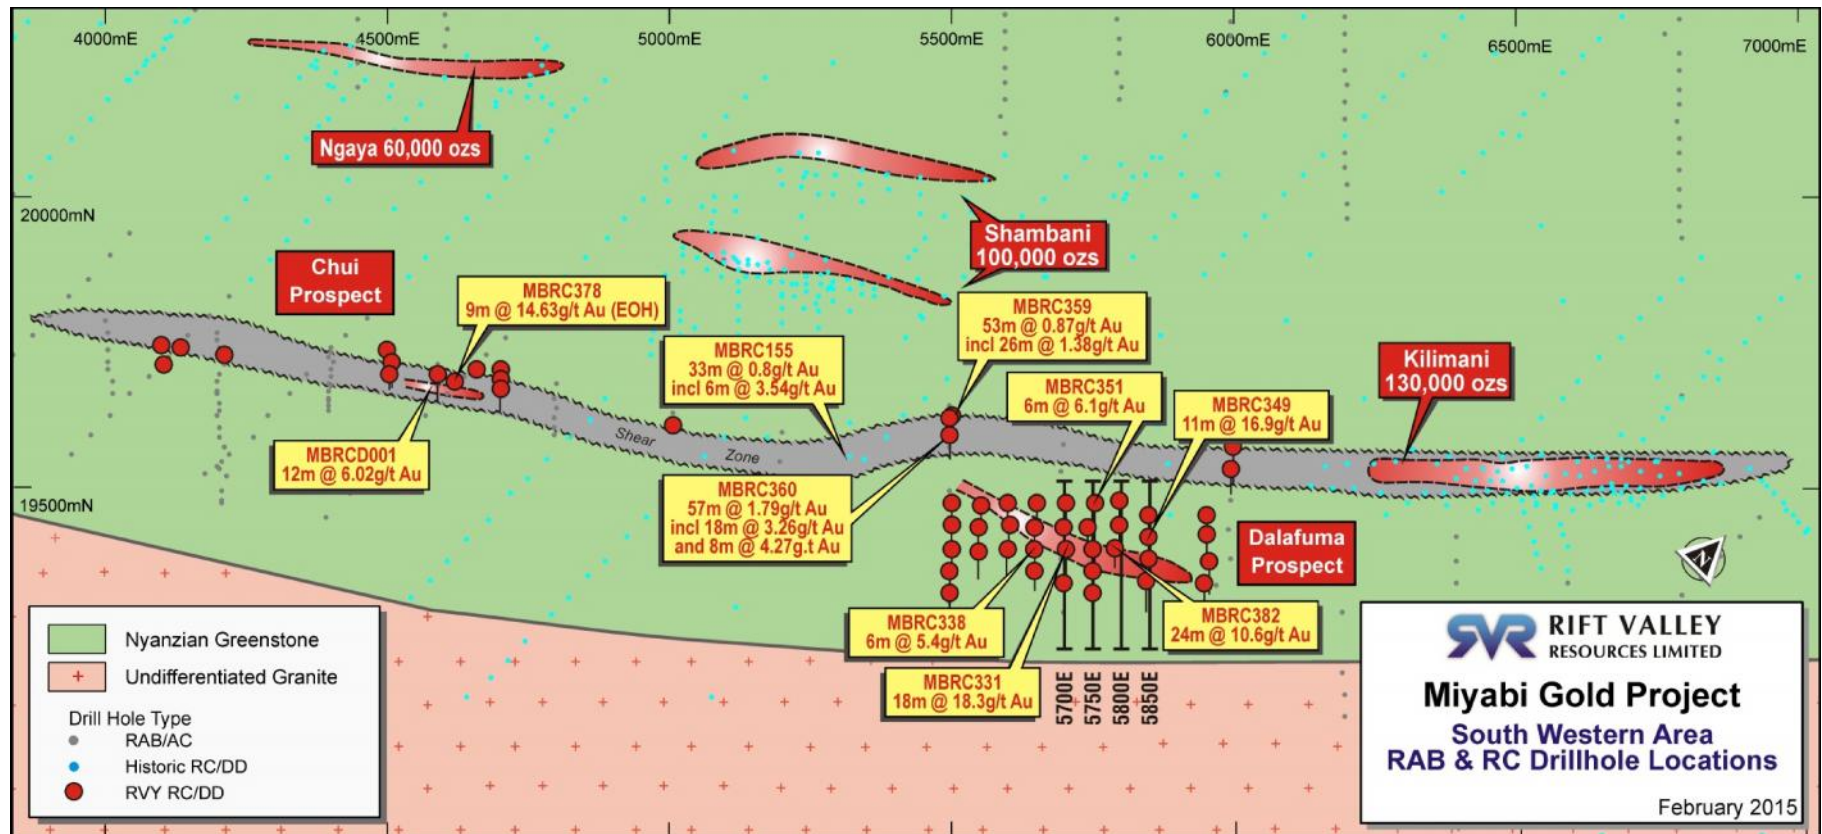 4000mE
4500mE
5000mE
5500mE
6000mE
6500mE
7000mE
Ngaya 60,000 ozs
20000mN
Shambani
100,000 ozs
Chui
Prospect
MBRC378
9m @ 14.63g/t Au (EOH)
MBRC359
53m @ 0.87g/t Au
incl 26m @ 1.38g/t Au
MBRC155
33m @ 0.8g/t Au
incl 6m @ 3.54g/t Au
Kilimani
130,000 ozs
MBRC351
6m @ 6.1g/t Au
MBRC349
11m @ 16.9g/t Au
Shear
Zone
MBRCD001
12m @ 6.02g/t Au
19500mN
MBRC360
57m @ 1.79g/t Au
incl 18m @ 3.26g/t Au
and 8m @ 4.27g.t Au
Dalafuma
Prospect
N
MBRC338
6m @ 5.4g/t Au
MBRC382
24m @ 10.6g/t Au
MBRC331
18m @ 18.3g/t Au
5700E
5750E
5800E
5850E
Nyanzian Greenstone
Undifferentiated Granite
Drill Hole Type
RAB/AC
Historic RC/DD
RVY RC/DD
SVR RIFT VALLEY
RESOURCES LIMITED
Miyabi Gold Project
South Western Area
RAB & RC Drillhole Locations
February 2015